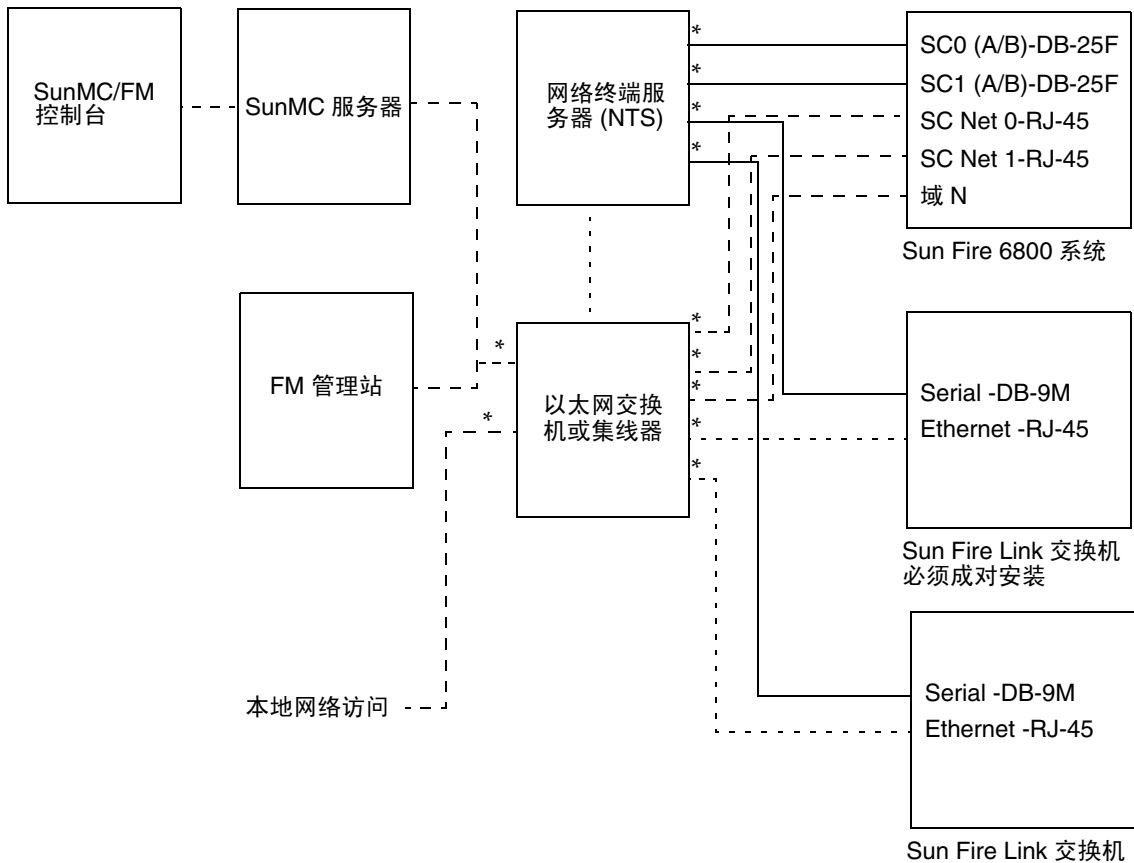 SunMC/FM
控制台
SunMC 服务器
网络终端服
务器 (NTS)
*
*
*
*
SC0 (A/B)-DB-25F
SC1 (A/B)-DB-25F
SC Net 0-RJ-45
SC Net 1-RJ-45
域 N
Sun Fire 6800 系统
FM 管理站
*
*
以太网交换
机或集线器
*
*
*
*
*
Serial -DB-9M
Ethernet -RJ-45
Sun Fire Link 交换机
必须成对安装
本地网络访问
Serial -DB-9M
Ethernet -RJ-45
Sun Fire Link 交换机